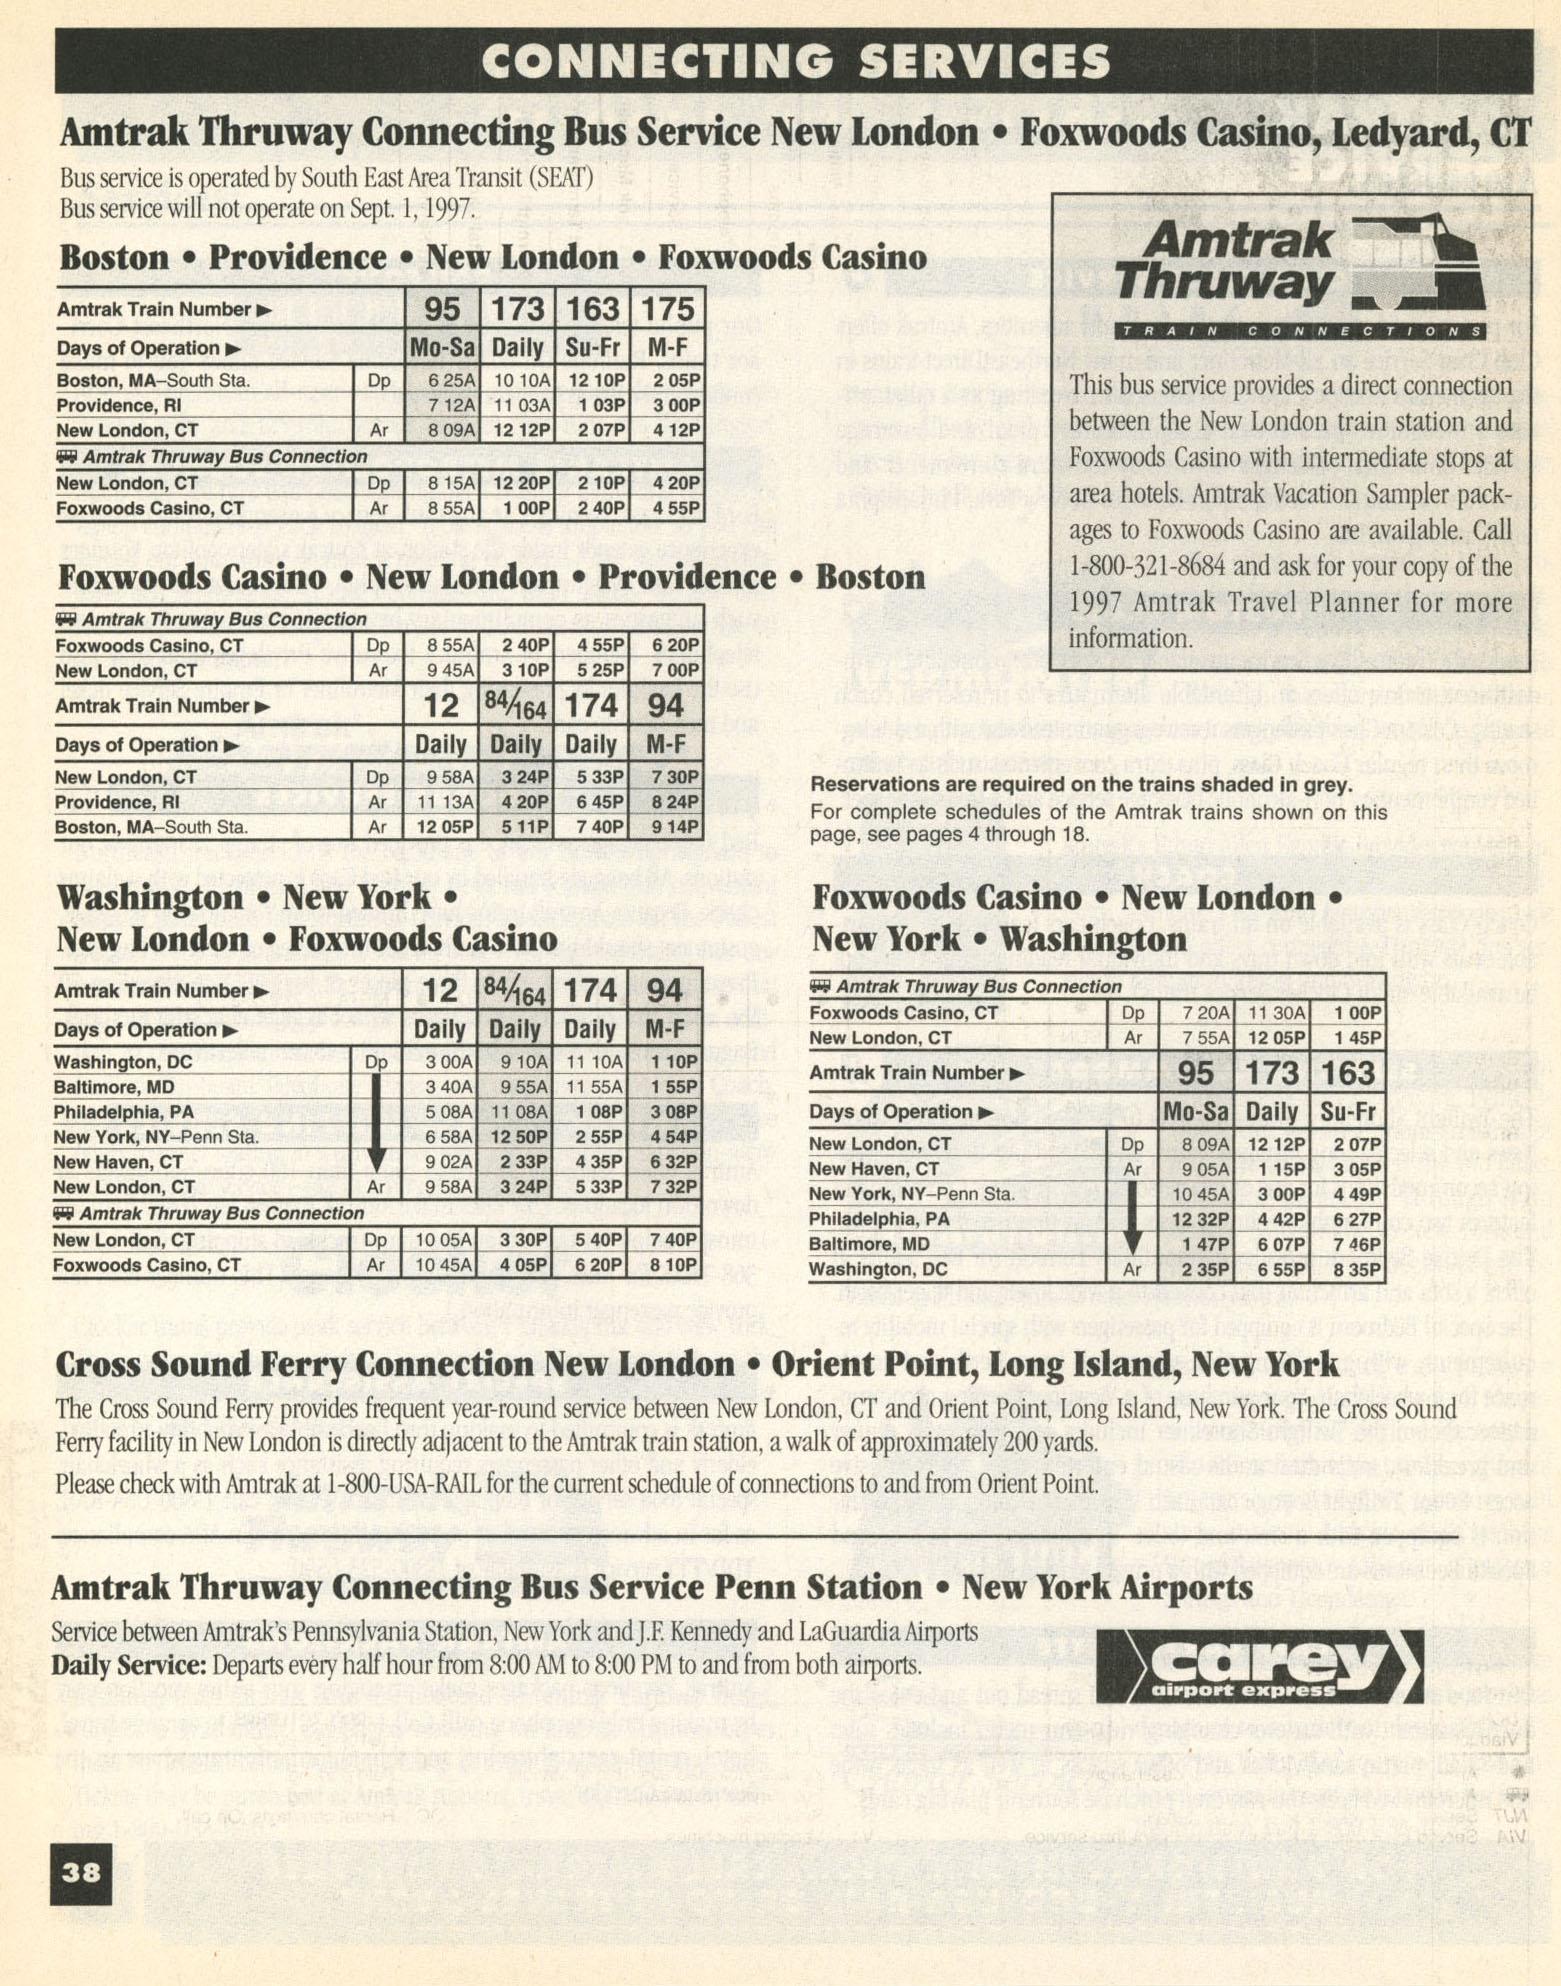 CONNECTING SERVICES
Amtrak Thruway Connecting Bus Service New London • Foxwoods Casino, Ledyard, CT
Bus service is operated by South East Area Transit (SEAT)
Bus service will not operate on Sept. 1, 1997.
Boston • Providence • New London • Foxwoods Casino
Amtrak Train Number ▶ 95 173 163 175
Days of Operation ▶ Mo-Sa Daily Su-Fr M-F
Boston, MA–South Sta. Dp 6 25A 10 10A 12 10P 2 05P
Providence, RI 7 12A 11 03A 1 03P 3 00P
New London, CT Ar 8 09A 12 12P 2 07P 4 12P
Amtrak Thruway Bus Connection
New London, CT Dp 8 15A 12 20P 2 10P 4 20P
Foxwoods Casino, CT Ar 8 55A 1 00P 2 40P 4 55P
Amtrak
Thruway
TRAIN CONNECTIONS
This bus service provides a direct connection
between the New London train station and
Foxwoods Casino with intermediate stops at
area hotels. Amtrak Vacation Sampler pack-
ages to Foxwoods Casino are available. Call
1-800-321-8684 and ask for your copy of the
1997 Amtrak Travel Planner for more
information.
Foxwoods Casino • New London • Providence • Boston
Amtrak Thruway Bus Connection
Foxwoods Casino, CT Dp 8 55A 2 40P 4 55P 6 20P
New London, CT Ar 9 45A 3 10P 5 25P 7 00P
Amtrak Train Number ▶ 12 84/164 174 94
Days of Operation ▶ Daily Daily Daily M-F
New London, CT Dp 9 58A 3 24P 5 33P 7 30P
Providence, RI Ar 11 13A 4 20P 6 45P 8 24P
Boston, MA–South Sta. Ar 12 05P 5 11P 7 40P 9 14P
Reservations are required on the trains shaded in grey.
For complete schedules of the Amtrak trains shown on this
page, see pages 4 through 18.
Washington • New York •
New London • Foxwoods Casino
Amtrak Train Number ▶ 12 84/164 174 94
Days of Operation ▶ Daily Daily Daily M-F
Washington, DC Dp 3 00A 9 10A 11 10A 1 10P
Baltimore, MD 3 40A 9 55A 11 55A 1 55P
Philadelphia, PA 5 08A 11 08A 1 08P 3 08P
New York, NY–Penn Sta. 6 58A 12 50P 2 55P 4 54P
New Haven, CT 9 02A 2 33P 4 35P 6 32P
New London, CT Ar 9 58A 3 24P 5 33P 7 32P
Amtrak Thruway Bus Connection
New London, CT Dp 10 05A 3 30P 5 40P 7 40P
Foxwoods Casino, CT Ar 10 45A 4 05P 6 20P 8 10P
Foxwoods Casino • New London •
New York • Washington
Amtrak Thruway Bus Connection
Foxwoods Casino, CT Dp 7 20A 11 30A 1 00P
New London, CT Ar 7 55A 12 05P 1 45P
Amtrak Train Number ▶ 95 173 163
Days of Operation ▶ Mo-Sa Daily Su-Fr
New London, CT Dp 8 09A 12 12P 2 07P
New Haven, CT Ar 9 05A 1 15P 3 05P
New York, NY–Penn Sta. 10 45A 3 00P 4 49P
Philadelphia, PA 12 32P 4 42P 6 27P
Baltimore, MD 1 47P 6 07P 7 46P
Washington, DC Ar 2 35P 6 55P 8 35P
Cross Sound Ferry Connection New London • Orient Point, Long Island, New York
The Cross Sound Ferry provides frequent year-round service between New London, CT and Orient Point, Long Island, New York. The Cross Sound
Ferry facility in New London is directly adjacent to the Amtrak train station, a walk of approximately 200 yards.
Please check with Amtrak at 1-800-USA-RAIL for the current schedule of connections to and from Orient Point.
Amtrak Thruway Connecting Bus Service Penn Station • New York Airports
Service between Amtrak's Pennsylvania Station, New York and J.F. Kennedy and LaGuardia Airports
Daily Service: Departs every half hour from 8:00 AM to 8:00 PM to and from both airports.
carey
airport express
38